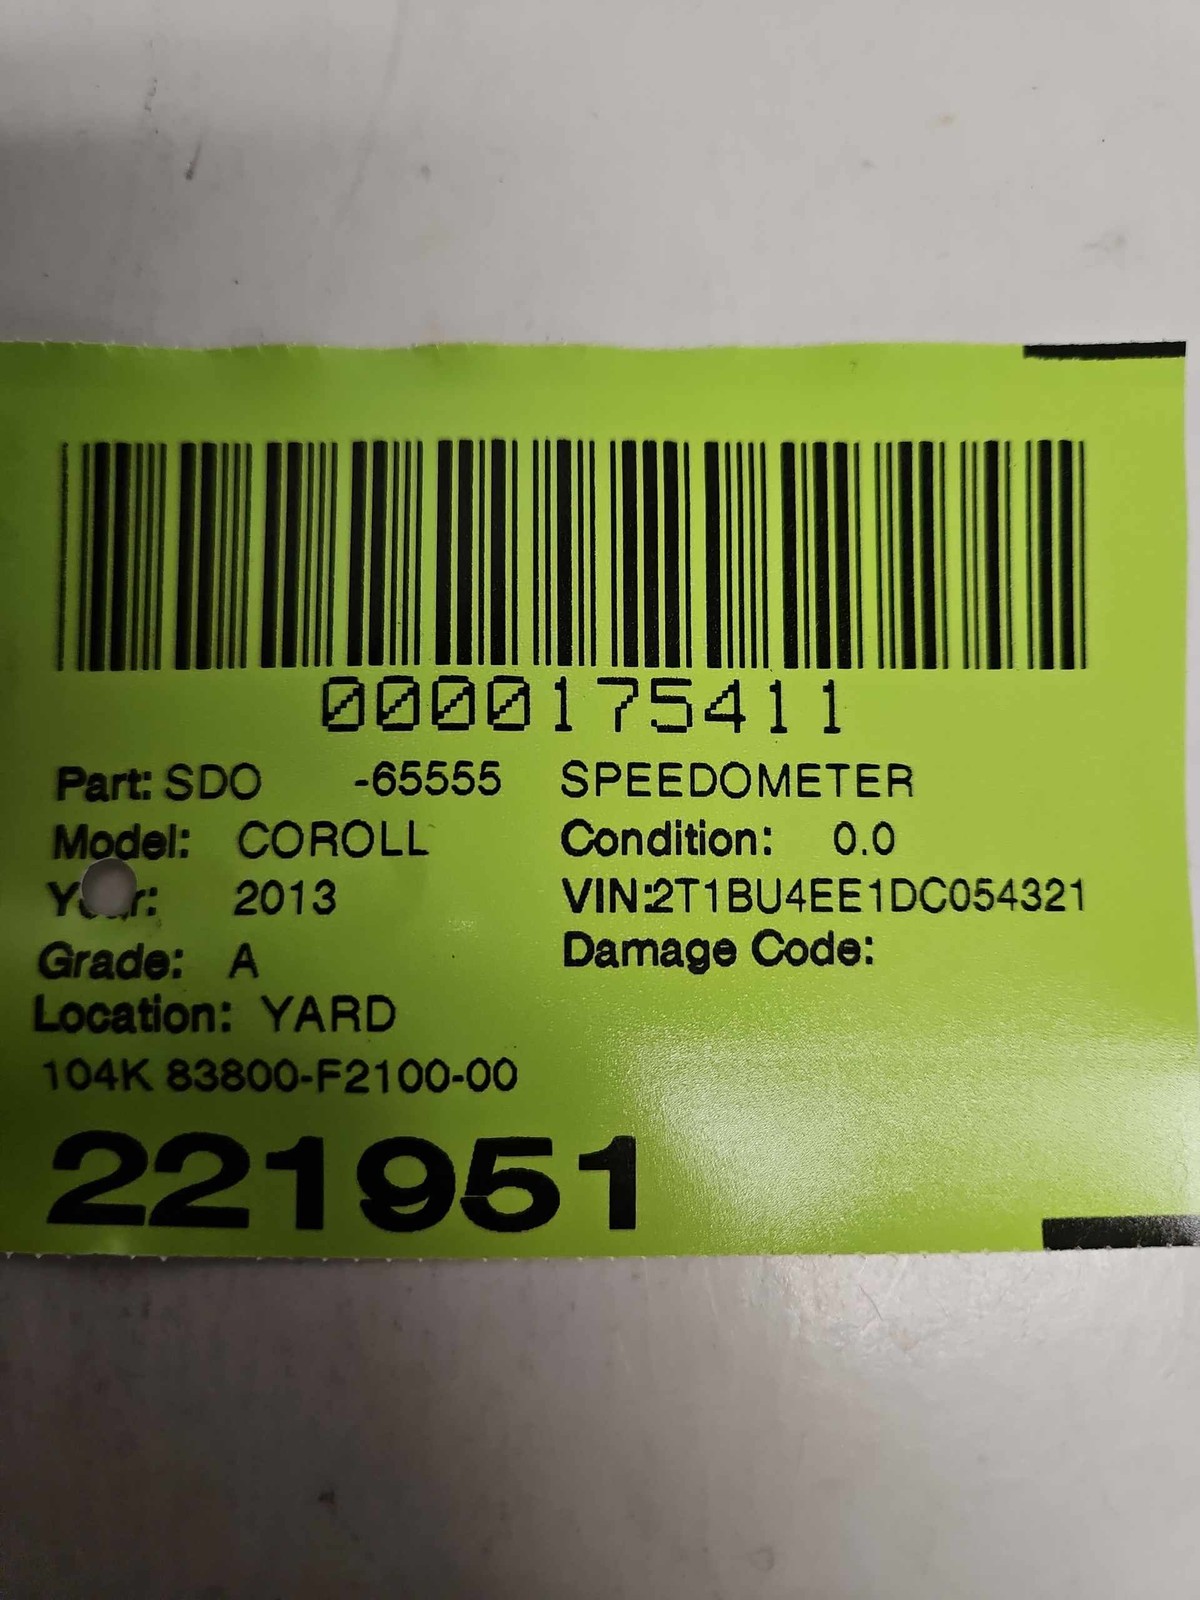 0000175411
Part: SDO -65555 SPEEDOMETER
Model: COROLL Condition: 0.0
Year: 2013 VIN:2T1BU4EE1DC054321
Grade: A Damage Code:
Location: YARD
104K 83800-F2100-00
221951